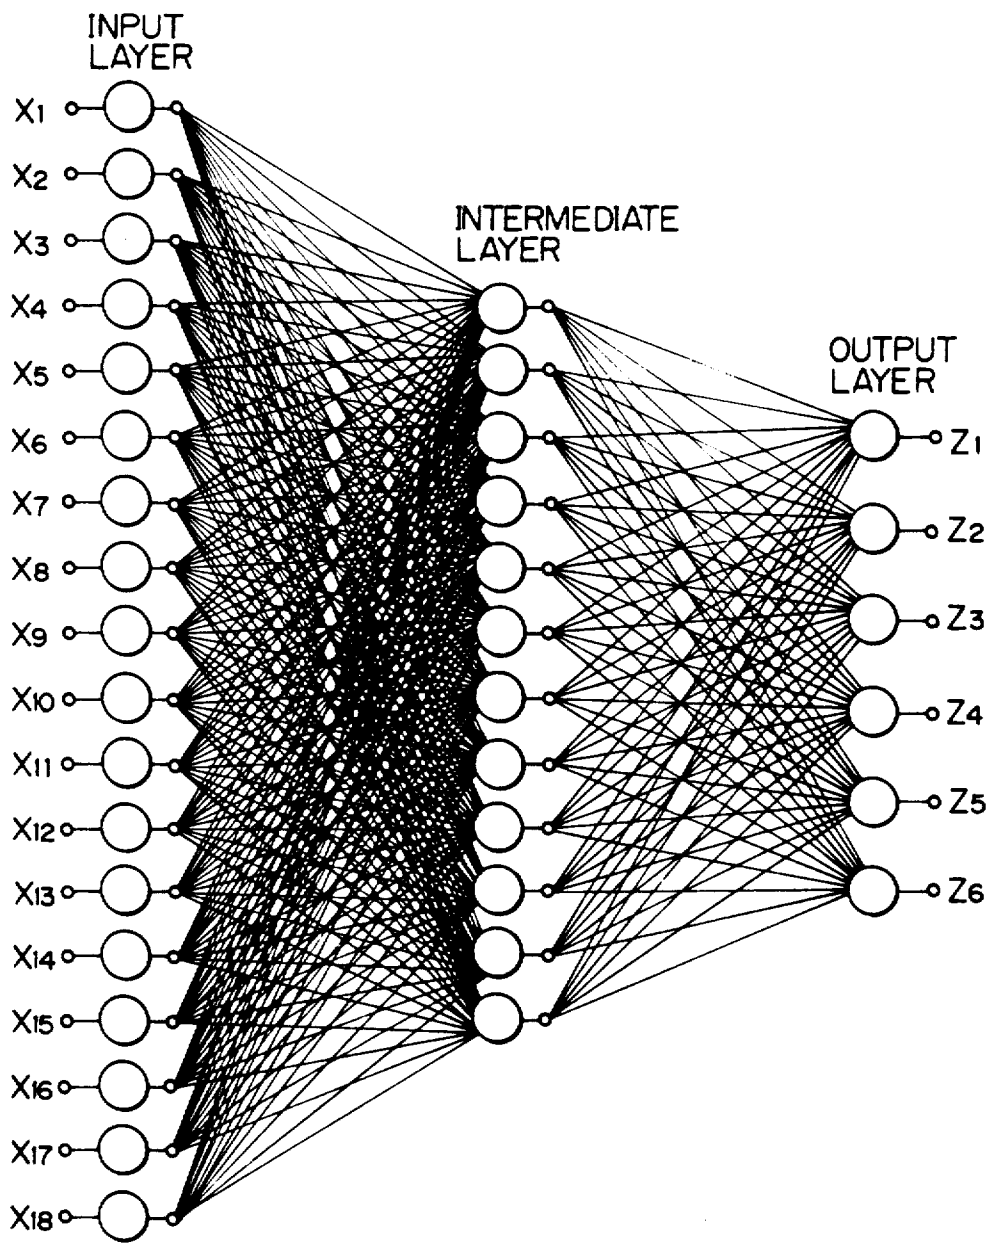 INPUT
LAYER
X1
X2
X3
X4
X5
X6
X7
X8
X9
X10
X11
X12
X13
X14
X15
X16
X17
X18
INTERMEDIATE
LAYER
OUTPUT
LAYER
Z1
Z2
Z3
Z4
Z5
Z6